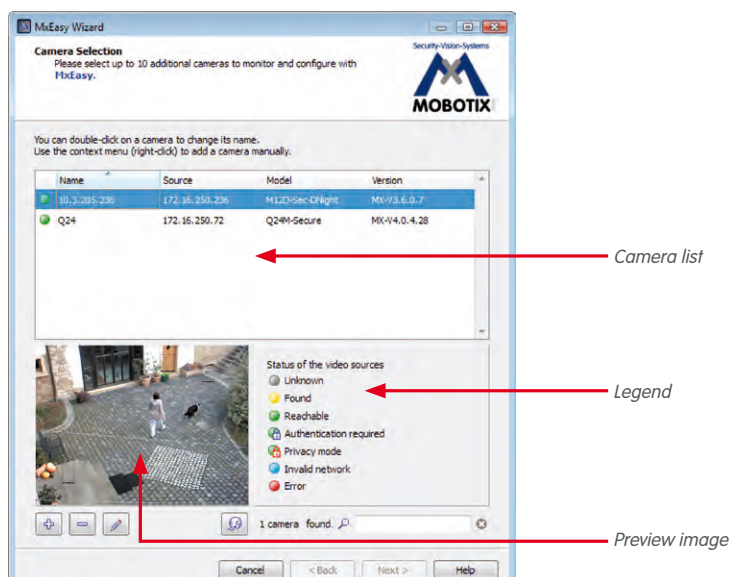 MxEasy Wizard
Camera Selection
Please select up to 10 additional cameras to monitor and configure with
MxEasy.
Security-Vision-Systems
MOBOTIX
You can double-click on a camera to change its name.
Use the context menu (right-click) to add a camera manually.
Name Source Model Version
10.3.205.236 172.16.250.236 M12D-Sec-DNight MX-V3.6.0.7
Q24 172.16.250.72 Q24M-Secure MX-V4.0.4.28
Camera list
Status of the video sources
Unknown
Legend
Found
Reachable
Authentication required
Privacy mode
Invalid network
Error
1 camera found.
Preview image
Cancel < Back Next > Help